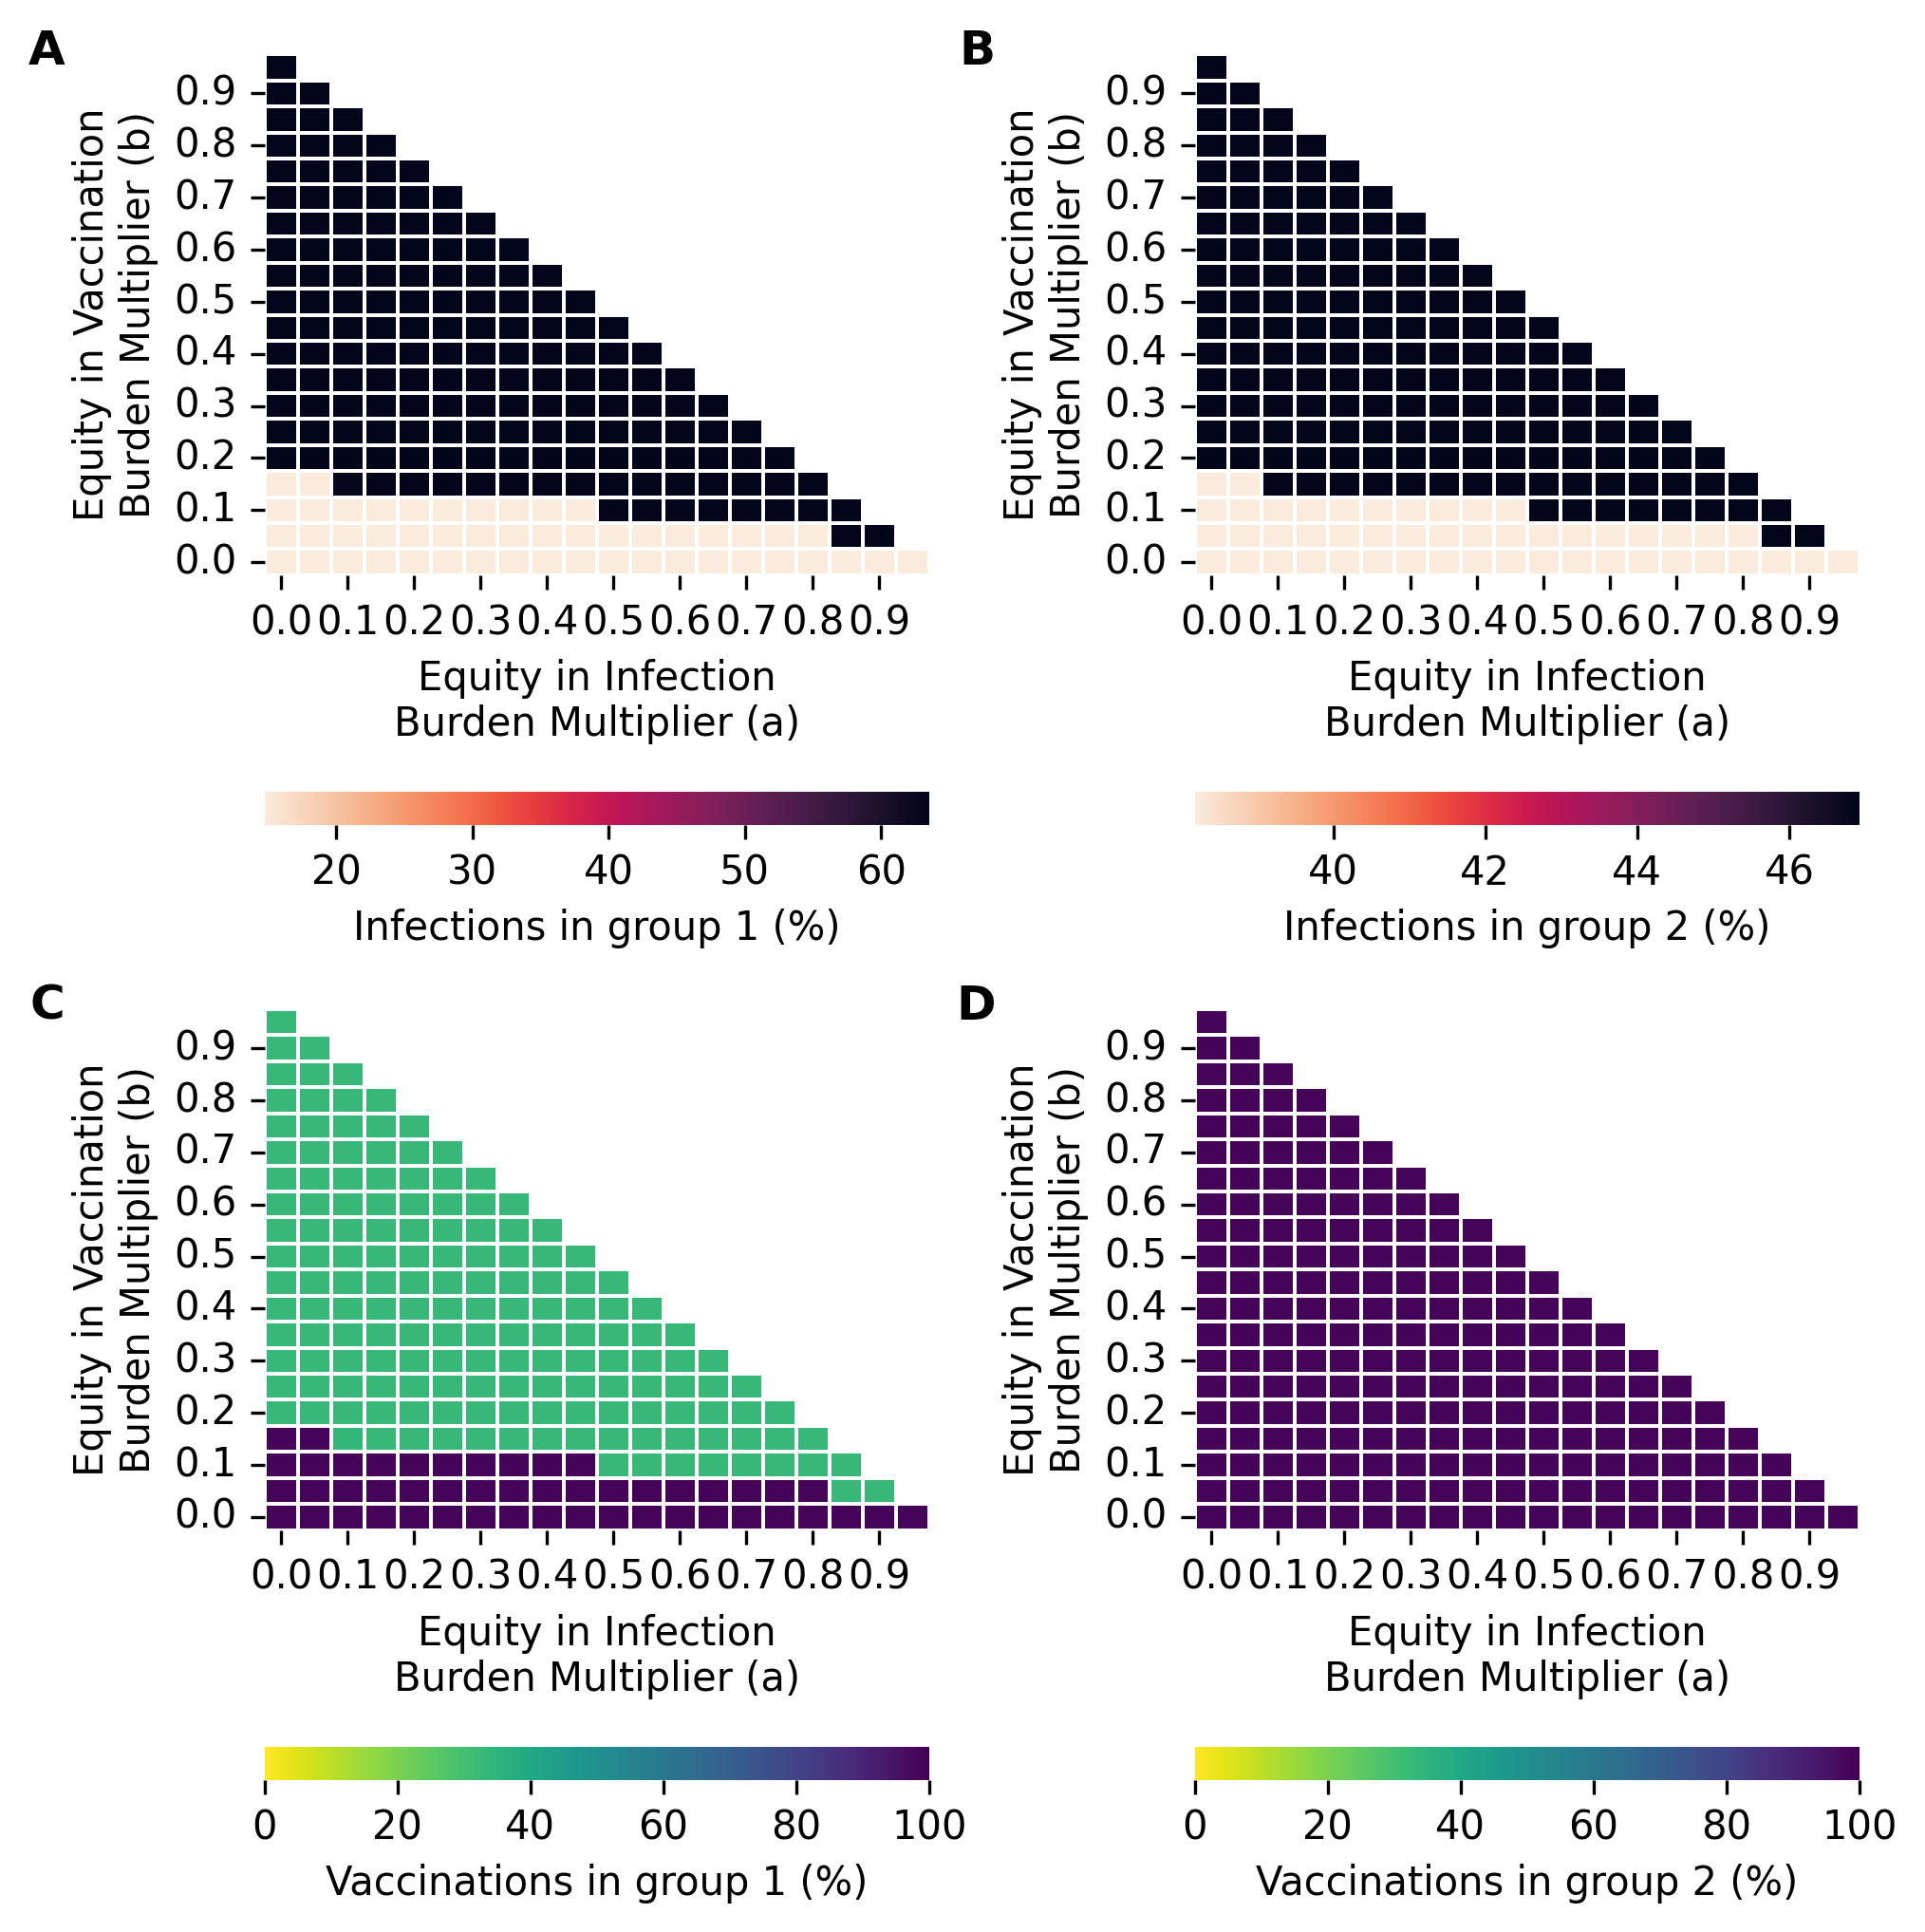 A
Equity in Vaccination
Burden Multiplier (b)
0.9
0.8
0.7
0.6
0.5
0.4
0.3
0.2
0.1
0.0
0.0 0.1 0.2 0.3 0.4 0.5 0.6 0.7 0.8 0.9
Equity in Infection
Burden Multiplier (a)
20 30 40 50 60
Infections in group 1 (%)
B
Equity in Vaccination
Burden Multiplier (b)
0.9
0.8
0.7
0.6
0.5
0.4
0.3
0.2
0.1
0.0
0.0 0.1 0.2 0.3 0.4 0.5 0.6 0.7 0.8 0.9
Equity in Infection
Burden Multiplier (a)
40 42 44 46
Infections in group 2 (%)
C
Equity in Vaccination
Burden Multiplier (b)
0.9
0.8
0.7
0.6
0.5
0.4
0.3
0.2
0.1
0.0
0.0 0.1 0.2 0.3 0.4 0.5 0.6 0.7 0.8 0.9
Equity in Infection
Burden Multiplier (a)
0 20 40 60 80 100
Vaccinations in group 1 (%)
D
Equity in Vaccination
Burden Multiplier (b)
0.9
0.8
0.7
0.6
0.5
0.4
0.3
0.2
0.1
0.0
0.0 0.1 0.2 0.3 0.4 0.5 0.6 0.7 0.8 0.9
Equity in Infection
Burden Multiplier (a)
0 20 40 60 80 100
Vaccinations in group 2 (%)